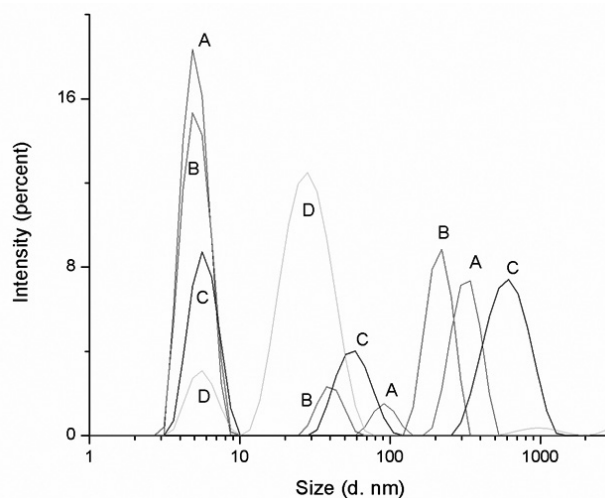 A
16
B
B
A
C
D
8
C
C
A
D
B
0
1
10
100
1000
Intensity (percent)
Size (d. nm)